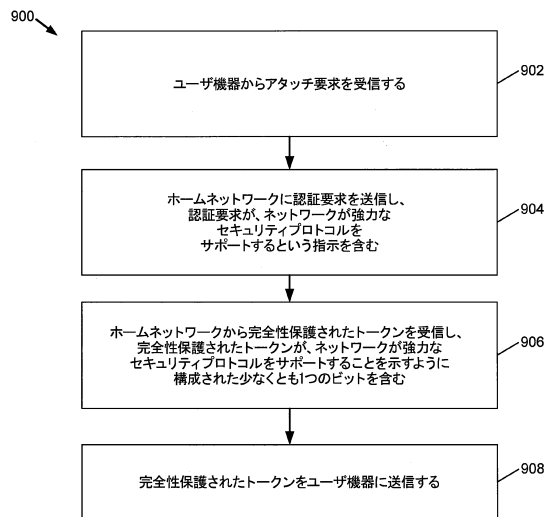 900
ユーザ機器からアタッチ要求を受信する
902
ホームネットワークに認証要求を送信し、
認証要求が、ネットワークが強力な
セキュリティプロトコルを
サポートするという指示を含む
904
ホームネットワークから完全性保護されたトークンを受信し、
完全性保護されたトークンが、ネットワークが強力な
セキュリティプロトコルをサポートすることを示すように
構成された少なくとも1つのビットを含む
906
完全性保護されたトークンをユーザ機器に送信する
908